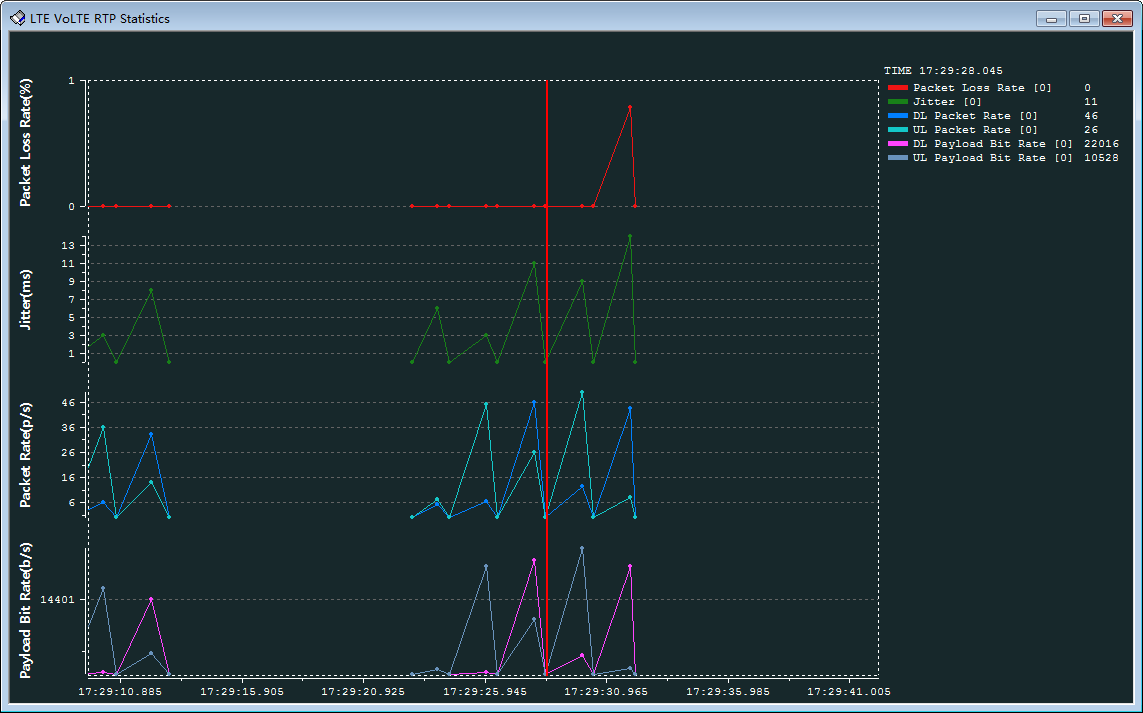 LTE VoLTE RTP Statistics
TIME 17:29:28.045
Packet Loss Rate [0] 0
Jitter [0] 11
DL Packet Rate [0] 46
UL Packet Rate [0] 26
DL Payload Bit Rate [0] 22016
UL Payload Bit Rate [0] 10528
Packet Loss Rate(%)
1
0
Jitter(ms)
13
11
9
7
5
3
1
Packet Rate(p/s)
46
36
26
16
6
Payload Bit Rate(b/s)
14401
17:29:10.885 17:29:15.905 17:29:20.925 17:29:25.945 17:29:30.965 17:29:35.985 17:29:41.005